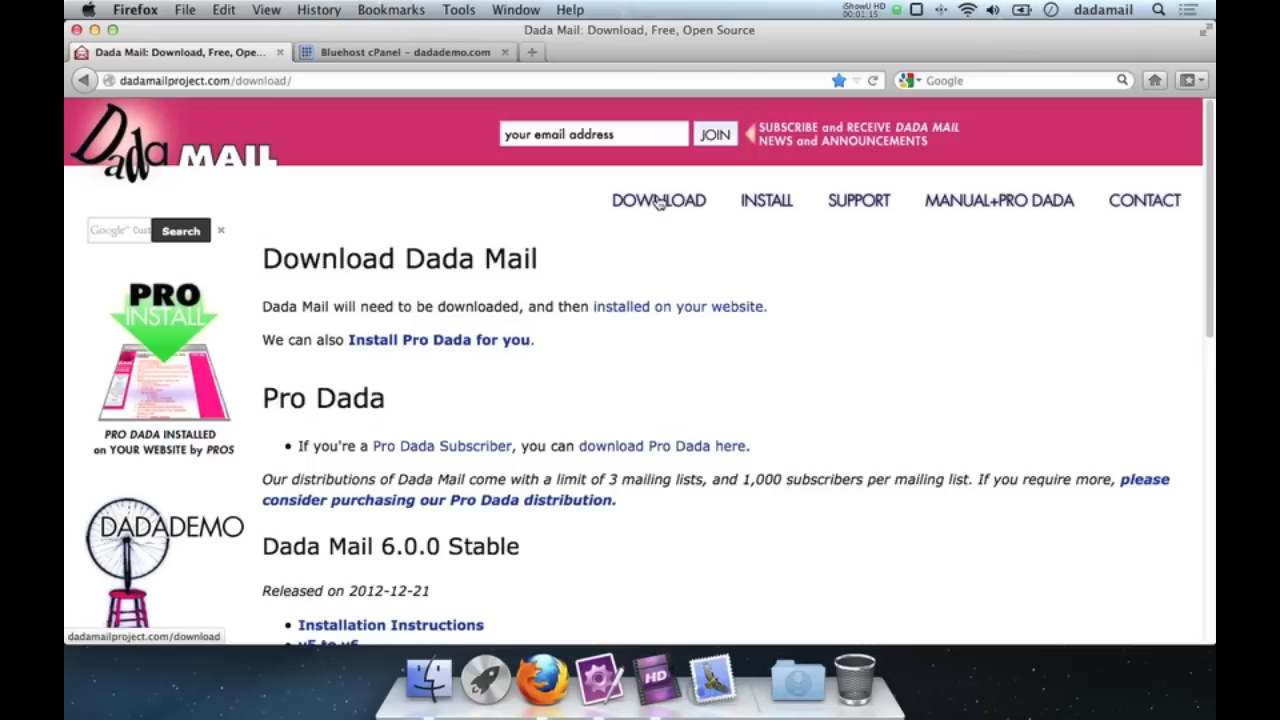 Firefox File Edit View History Bookmarks Tools Window Help iShowU HD 00:01:15 dadamail
Dada Mail: Download, Free, Open Source
Dada Mail: Download, Free, Ope... Bluehost cPanel - dadademo.com
dadamailproject.com/download/ Google
Dada MAIL
your email address JOIN SUBSCRIBE and RECEIVE DADA MAIL
NEWS and ANNOUNCEMENTS
DOWNLOAD INSTALL SUPPORT MANUAL+PRO DADA CONTACT
Google™ Cust Search
Download Dada Mail
Dada Mail will need to be downloaded, and then installed on your website.
We can also Install Pro Dada for you.
PRO
INSTALL
PRO DADA INSTALLED
on YOUR WEBSITE by PROS
Pro Dada
• If you're a Pro Dada Subscriber, you can download Pro Dada here.
Our distributions of Dada Mail come with a limit of 3 mailing lists, and 1,000 subscribers per mailing list. If you require more, please
consider purchasing our Pro Dada distribution.
DADADEMO
Dada Mail 6.0.0 Stable
Released on 2012-12-21
• Installation Instructions
• v5 to v6
dadamailproject.com/download
HD